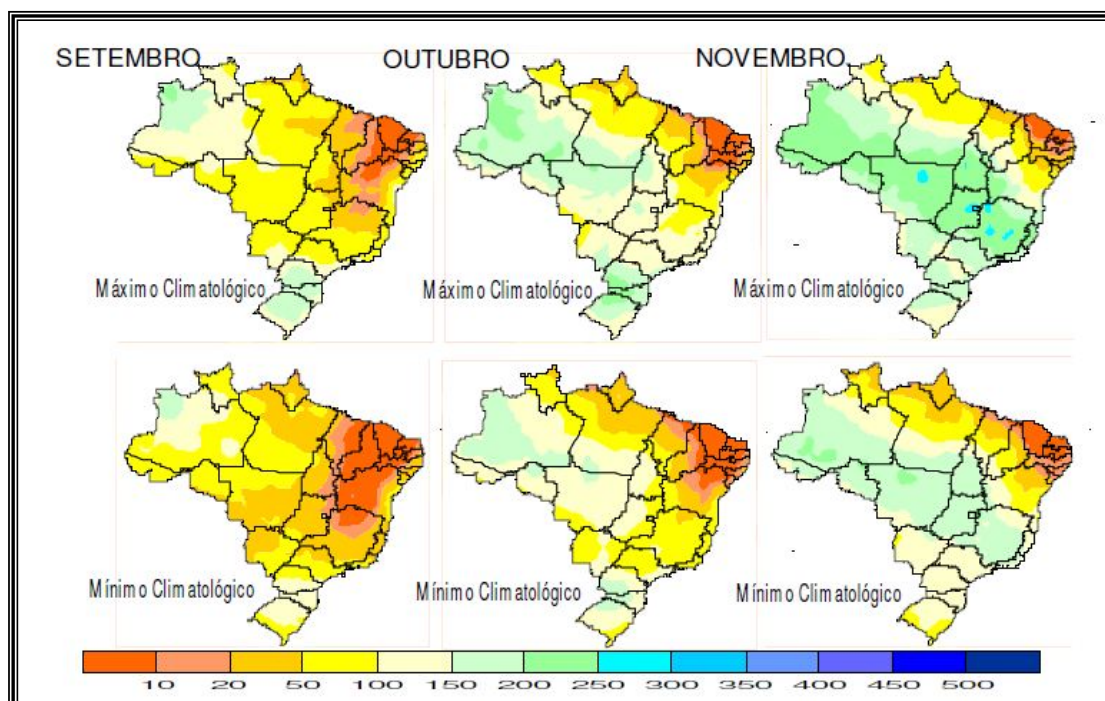 SETEMBRO OUTUBRO NOVEMBRO
Máximo Climatológico Máximo Climatológico Máximo Climatológico
Mínimo Climatológico Mínimo Climatológico Mínimo Climatológico
10 20 50 100 150 200 250 300 350 400 450 500